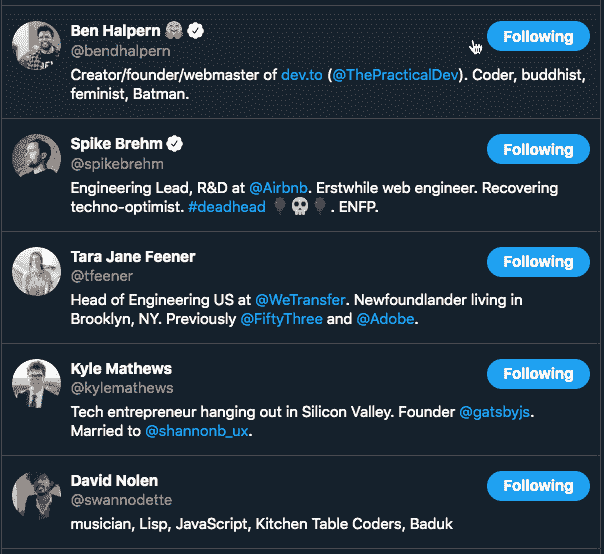 Ben Halpern
Following
@bendhalpern
Creator/founder/webmaster of dev.to (@ThePracticalDev). Coder, buddhist,
feminist, Batman.
Spike Brehm
Following
@spikebrehm
Engineering Lead, R&D at @Airbnb. Erstwhile web engineer. Recovering
techno-optimist. #deadhead 🎈💀🎈. ENFP.
Tara Jane Feener
Following
@tfeener
Head of Engineering US at @WeTransfer. Newfoundlander living in
Brooklyn, NY. Previously @FiftyThree and @Adobe.
Kyle Mathews
Following
@kylemathews
Tech entrepreneur hanging out in Silicon Valley. Founder @gatsbyjs.
Married to @shannonb_ux.
David Nolen
Following
@swannodette
musician, Lisp, JavaScript, Kitchen Table Coders, Baduk